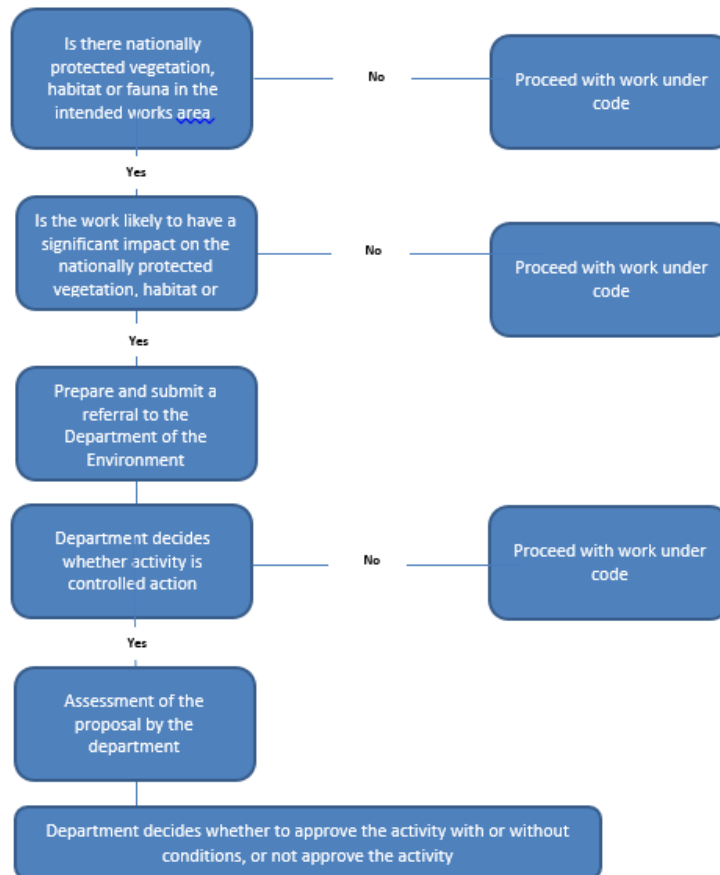 Is there nationally
protected vegetation,
habitat or fauna in the
intended works area
No
Proceed with work under
code
Yes
Is the work likely to have a
significant impact on the
nationally protected
vegetation, habitat or
No
Proceed with work under
code
Yes
Prepare and submit a
referral to the
Department of the
Environment
Department decides
whether activity is
controlled action
No
Proceed with work under
code
Yes
Assessment of the
proposal by the
department
Department decides whether to approve the activity with or without
conditions, or not approve the activity